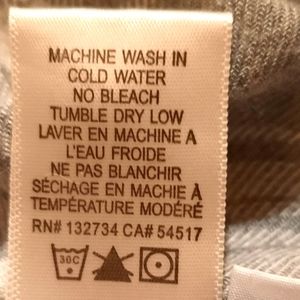 MACHINE WASH IN
COLD WATER
NO BLEACH
TUMBLE DRY LOW
LAVER EN MACHINE A
L'EAU FROIDE
NE PAS BLANCHIR
SÉCHAGE EN MACHIE À
TEMPÉRATURE MODÉRÉ
RN# 132734 CA# 54517
30C